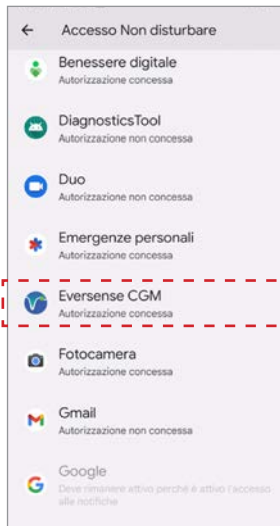 Accesso Non disturbare
Benessere digitale
Autorizzazione concessa
DiagnosticsTool
Autorizzazione non concessa
Duo
Autorizzazione non concessa
Emergenze personali
Autorizzazione concessa
Eversense CGM
Autorizzazione concessa
Fotocamera
Autorizzazione concessa
Gmail
Autorizzazione non concessa
Google
Deve rimanere attivo perché è attivo l'accesso
alle notifiche